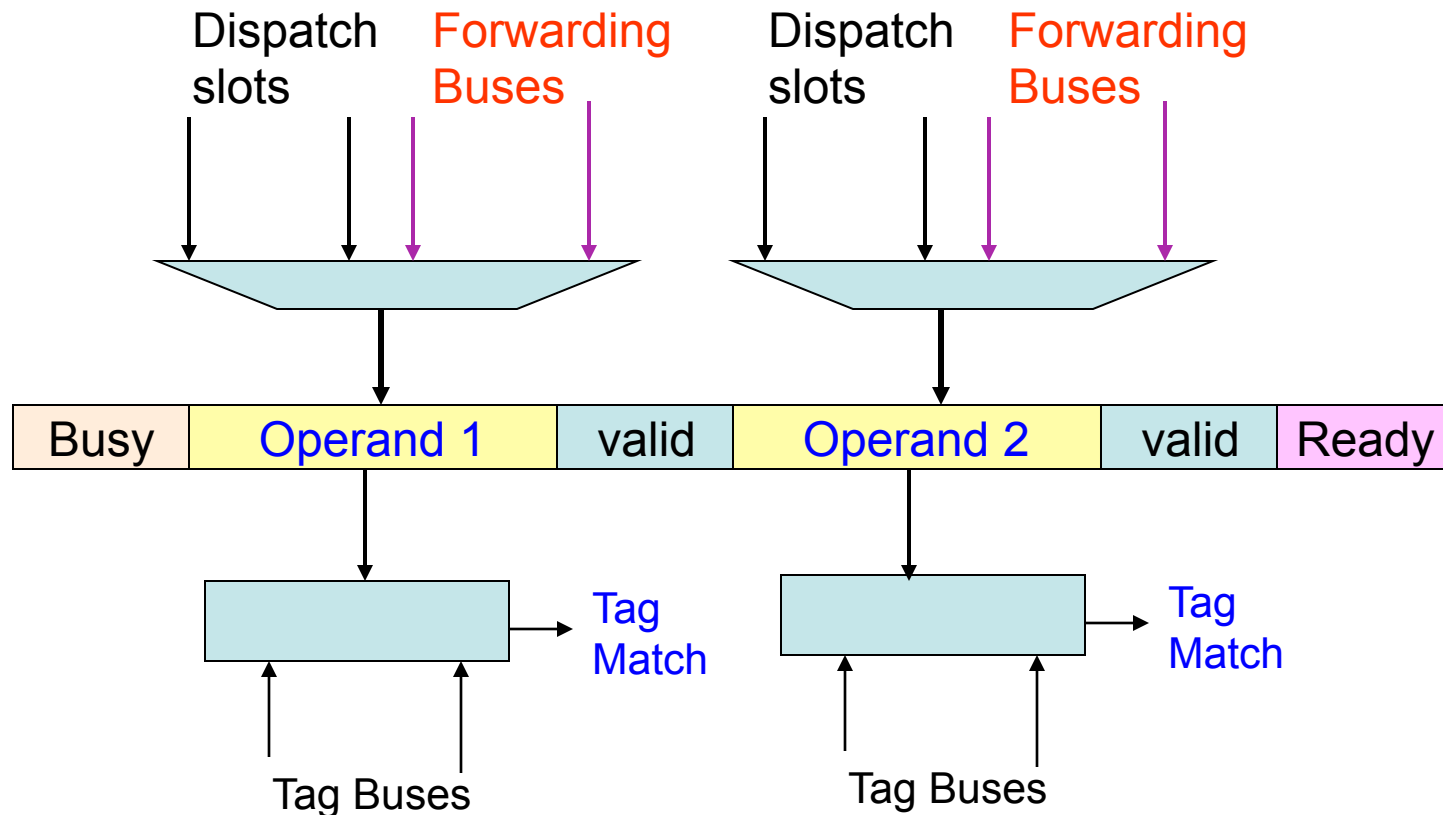 Dispatch
slots
Forwarding
Buses
Dispatch
slots
Forwarding
Buses
Busy
Operand 1
valid
Operand 2
valid
Ready
Tag
Match
Tag
Match
Tag Buses
Tag Buses